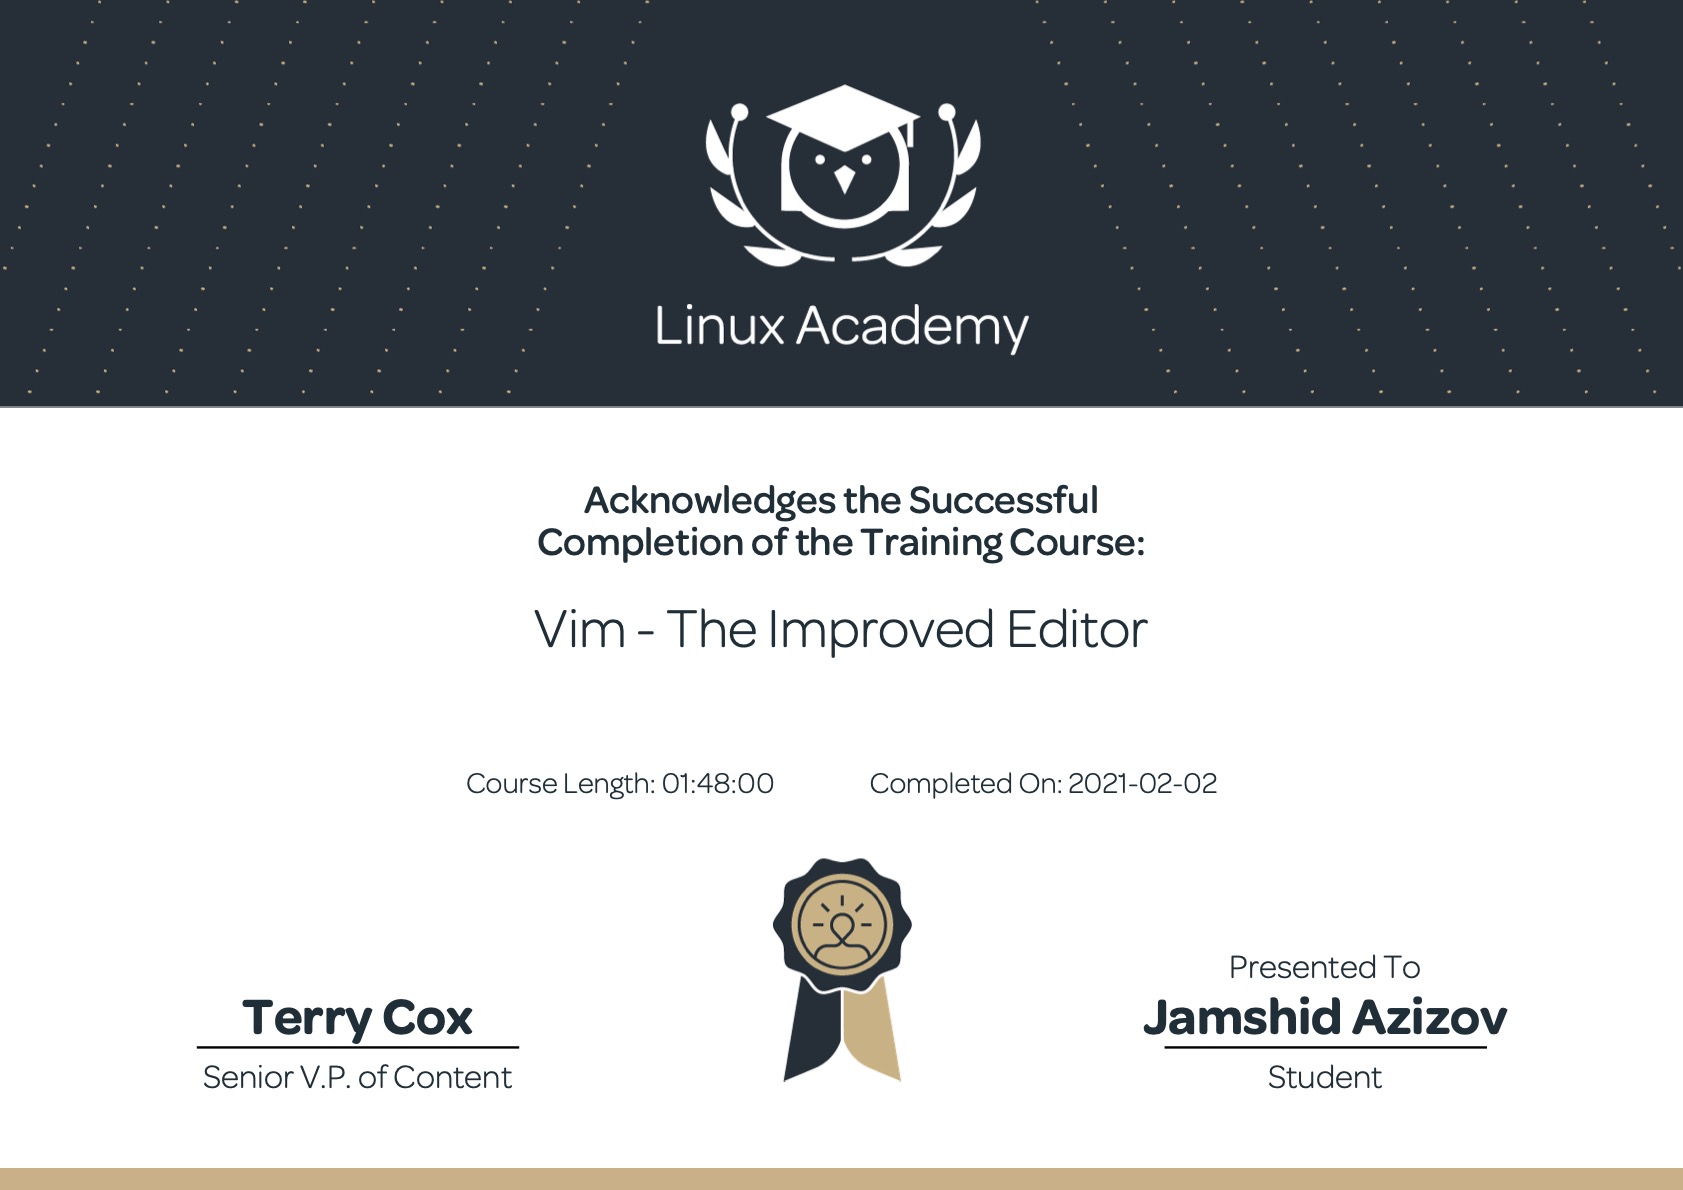 Linux Academy
Acknowledges the Successful
Completion of the Training Course:
Vim - The Improved Editor
Course Length: 01:48:00
Completed On: 2021-02-02
Terry Cox
Senior V.P. of Content
Presented To
Jamshid Azizov
Student